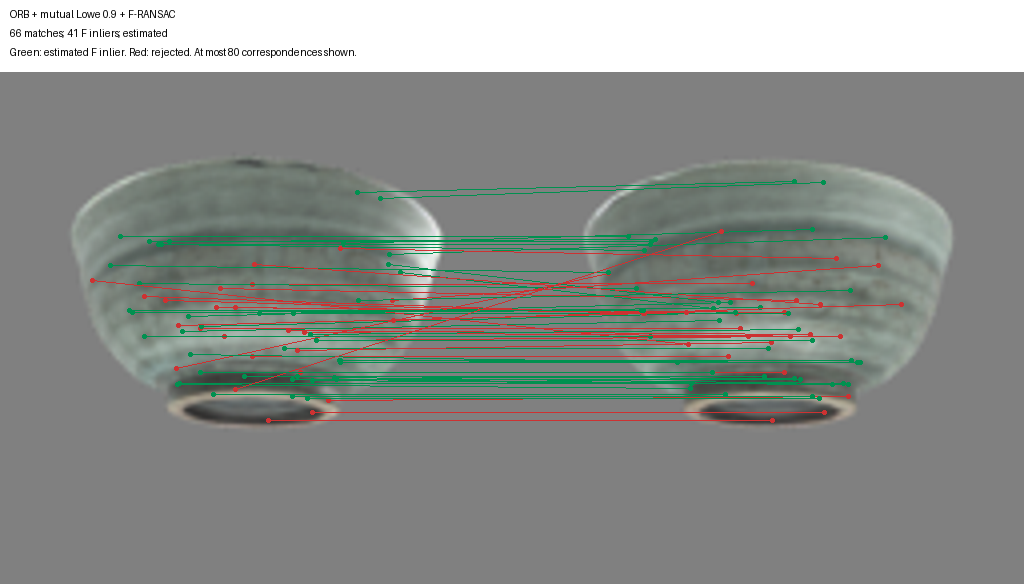 ORB + mutual Lowe 0.9 + F-RANSAC
66 matches; 41 F inliers; estimated
Green: estimated F inlier. Red: rejected. At most 80 correspondences shown.